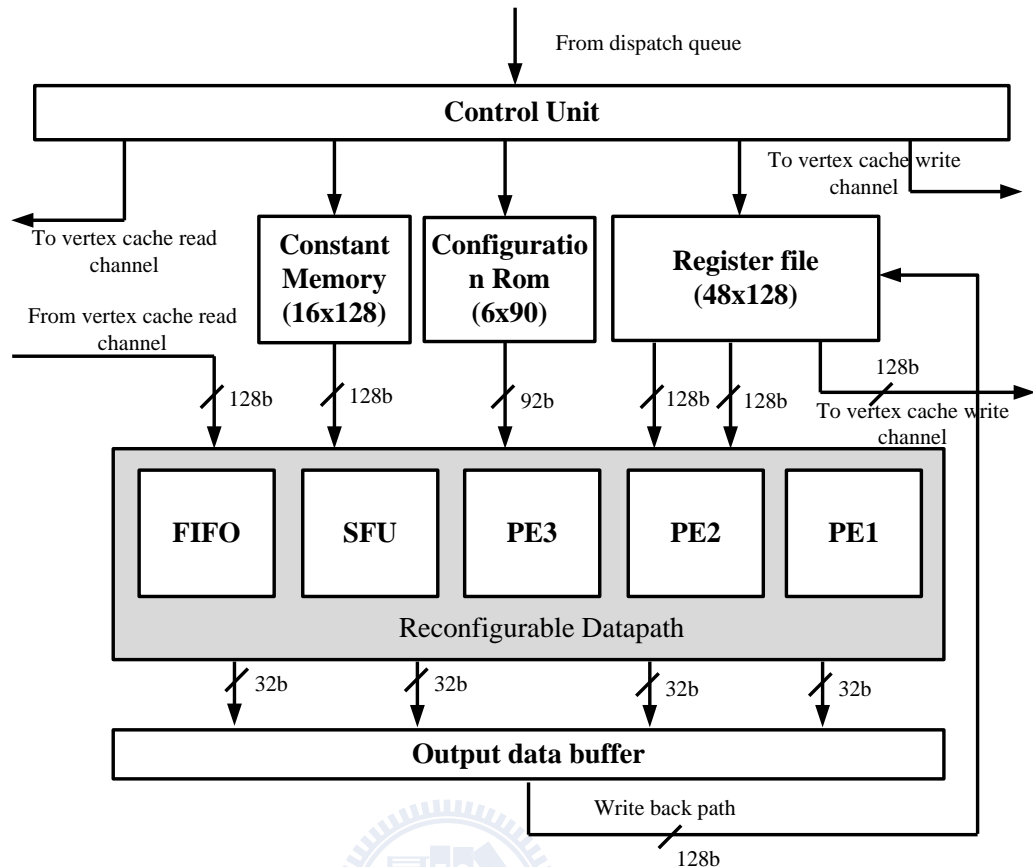 From dispatch queue
Control Unit
To vertex cache write
channel
To vertex cache read
channel
Constant
Memory
(16x128)
Configuratio
n Rom
(6x90)
Register file
(48x128)
From vertex cache read
channel
128b
128b
92b
128b
128b
128b
To vertex cache write
channel
FIFO
SFU
PE3
PE2
PE1
Reconfigurable Datapath
32b
32b
32b
32b
Output data buffer
Write back path
128b